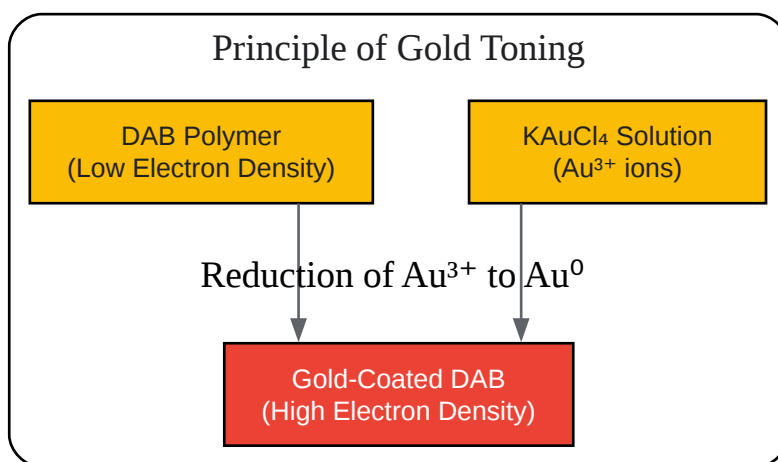 Principle of Gold Toning
DAB Polymer
(Low Electron Density)
KAuCl₄ Solution
(Au³⁺ ions)
Reduction of Au³⁺ to Au⁰
Gold-Coated DAB
(High Electron Density)